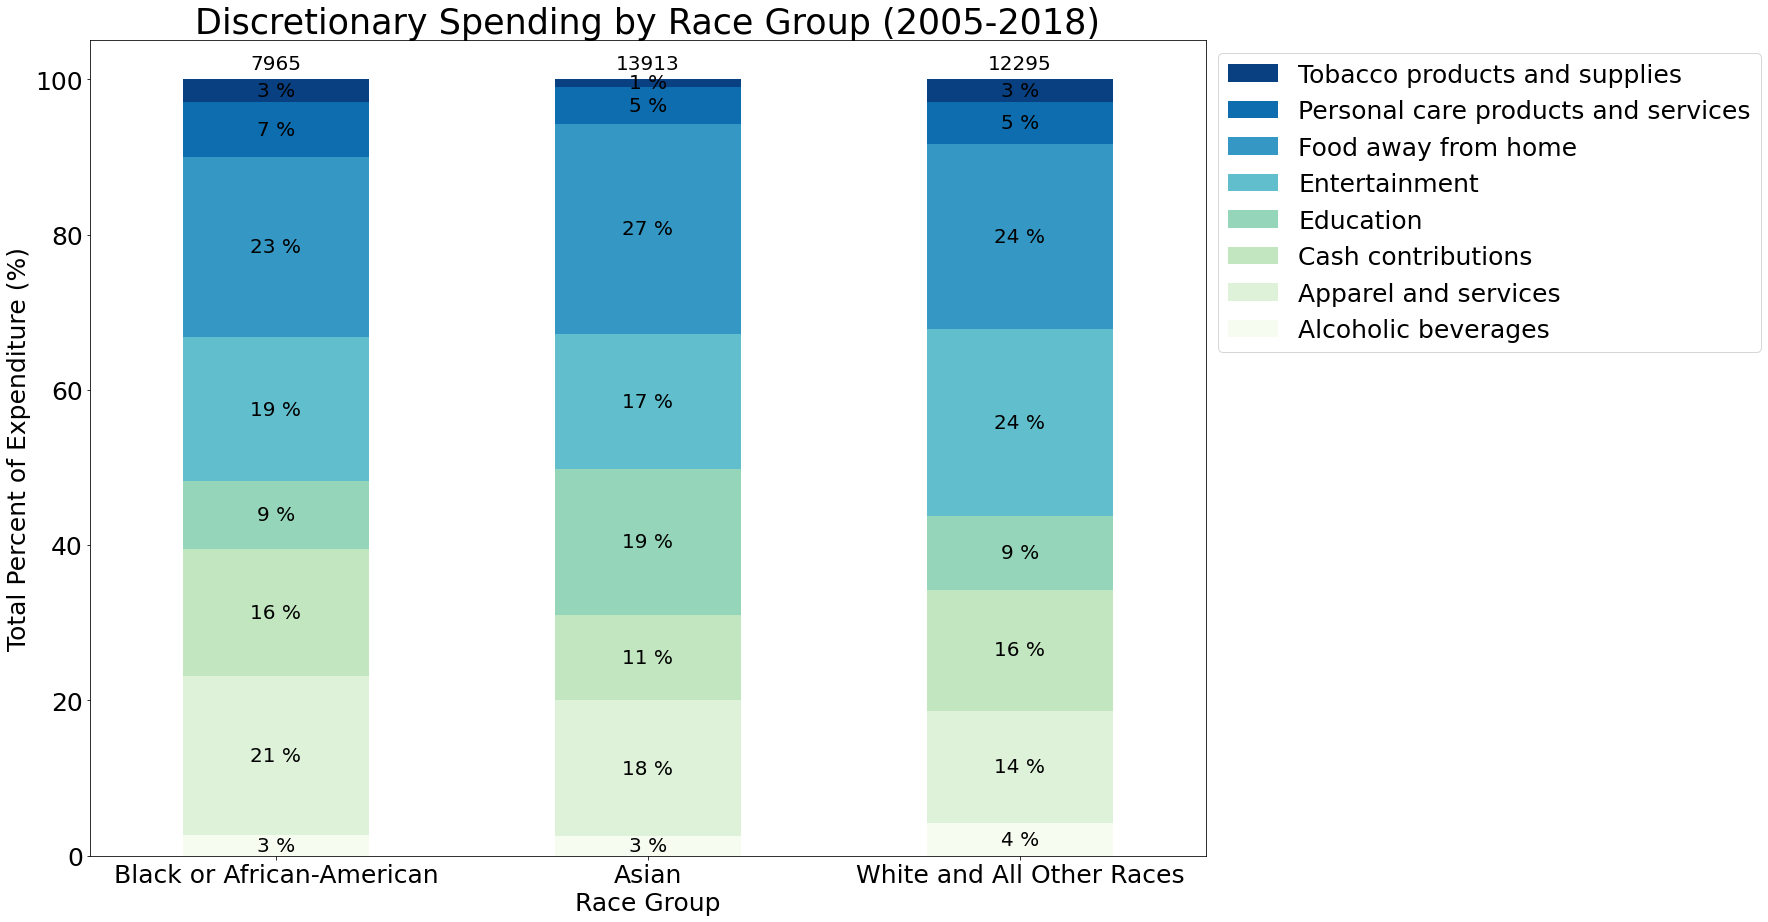 Discretionary Spending by Race Group (2005-2018)
7965
13913
12295
Total Percent of Expenditure (%)
100
80
60
40
20
0
3 %
7 %
23 %
19 %
9 %
16 %
21 %
3 %
1 %
5 %
27 %
17 %
19 %
11 %
18 %
3 %
3 %
5 %
24 %
24 %
9 %
16 %
14 %
4 %
Black or African-American
Asian
White and All Other Races
Race Group
Tobacco products and supplies
Personal care products and services
Food away from home
Entertainment
Education
Cash contributions
Apparel and services
Alcoholic beverages